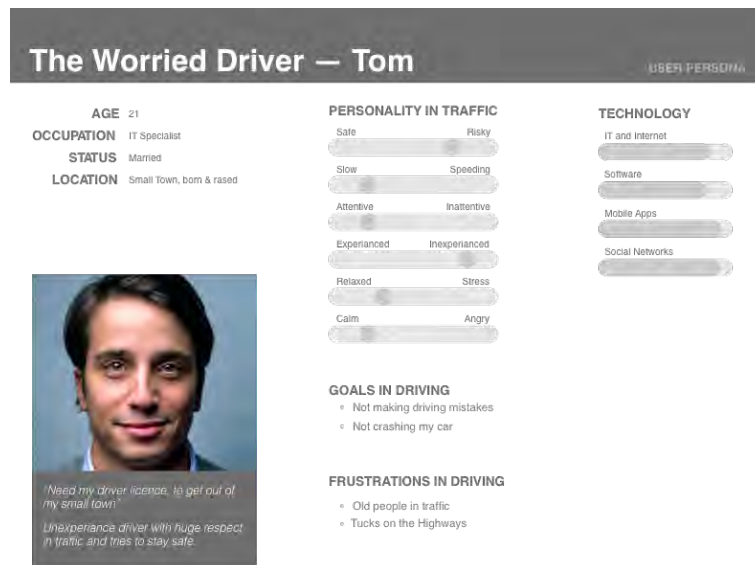 The Worried Driver — Tom
USER PERSONA
AGE 21
OCCUPATION IT Specialist
STATUS Married
LOCATION Small Town, born & rased
"Need my driver licence, to get out of
my small town"
Unexperiance driver with huge respect
in traffic and tries to stay safe.
PERSONALITY IN TRAFFIC
Safe Risky
Slow Speeding
Attentive Inattentive
Experianced Inexperianced
Relaxed Stress
Calm Angry
GOALS IN DRIVING
Not making driving mistakes
Not crashing my car
FRUSTRATIONS IN DRIVING
Old people in traffic
Tucks on the Highways
TECHNOLOGY
IT and Internet
Software
Mobile Apps
Social Networks